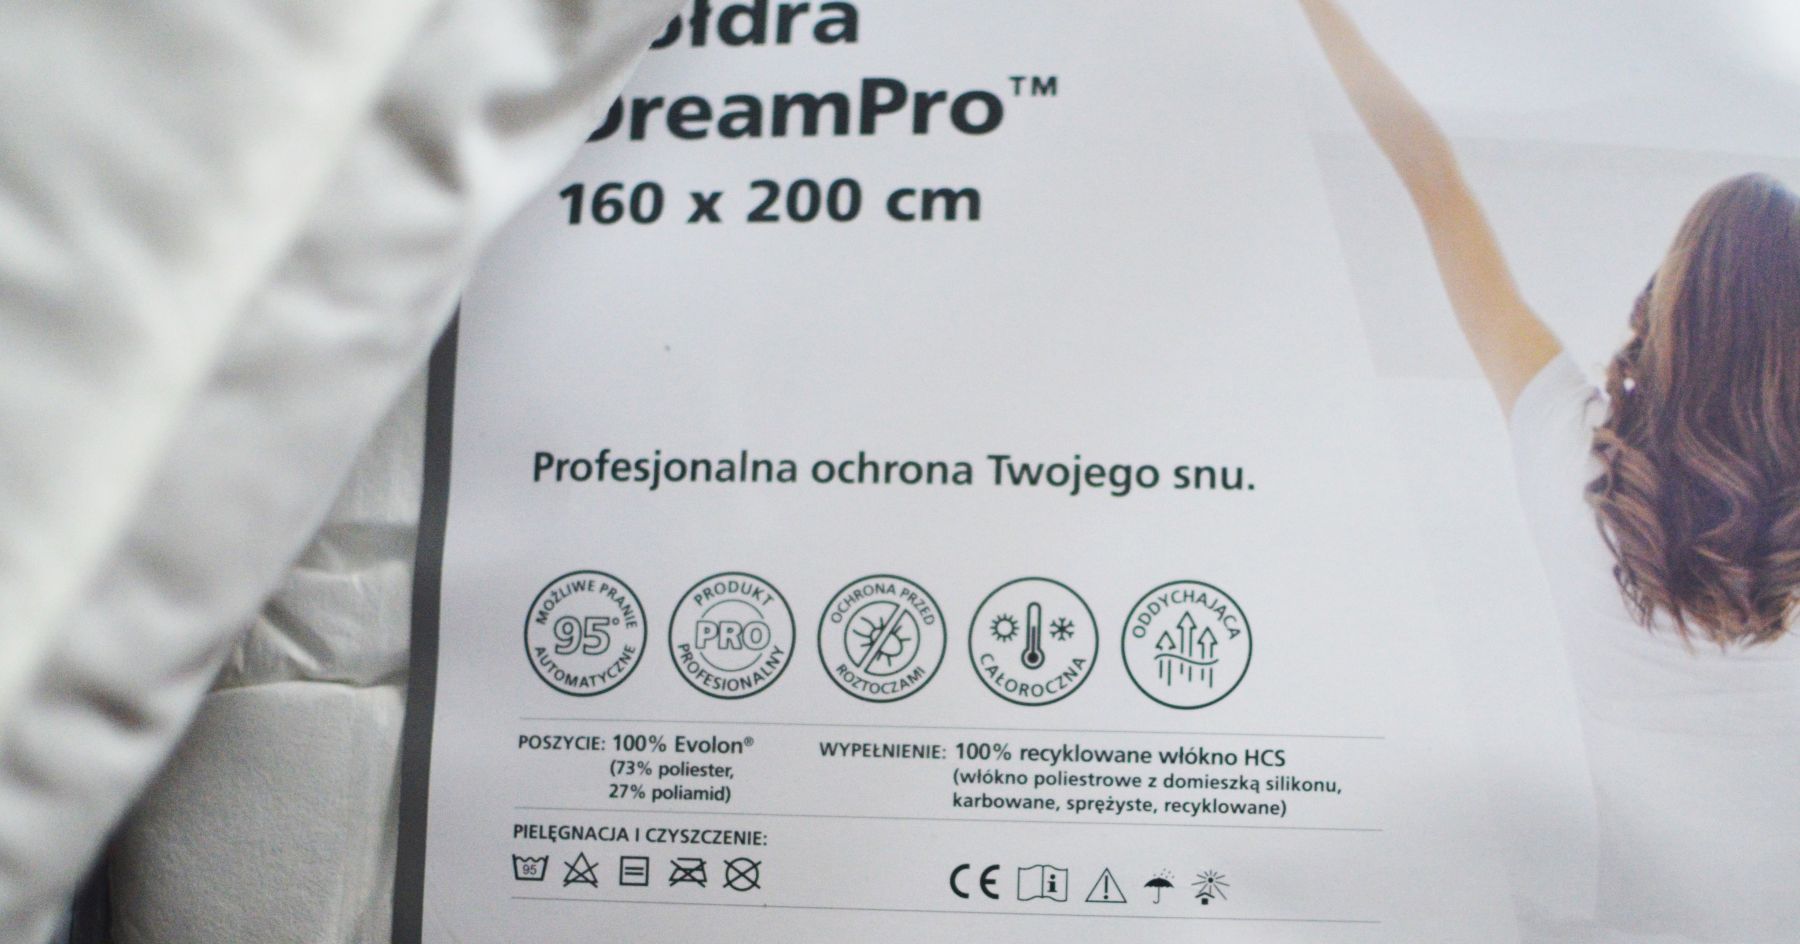 DreamPro™
160 x 200 cm
Profesjonalna ochrona Twojego snu.
MOŻLIWE PRANIE
95°
AUTOMATYCZNE
PRODUKT
PRO
PROFESIONALNY
OCHRONA PRZED
ROZTOCZAMI
CAŁOROCZNA
ODDYCHAJĄCA
POSZYCIE: 100% Evolon®
(73% poliester,
27% poliamid)
WYPEŁNIENIE: 100% recyklowane włókno HCS
(włókno poliestrowe z domieszką silikonu,
karbowane, sprężyste, recyklowane)
PIELĘGNACJA I CZYSZCZENIE:
95
CE
i